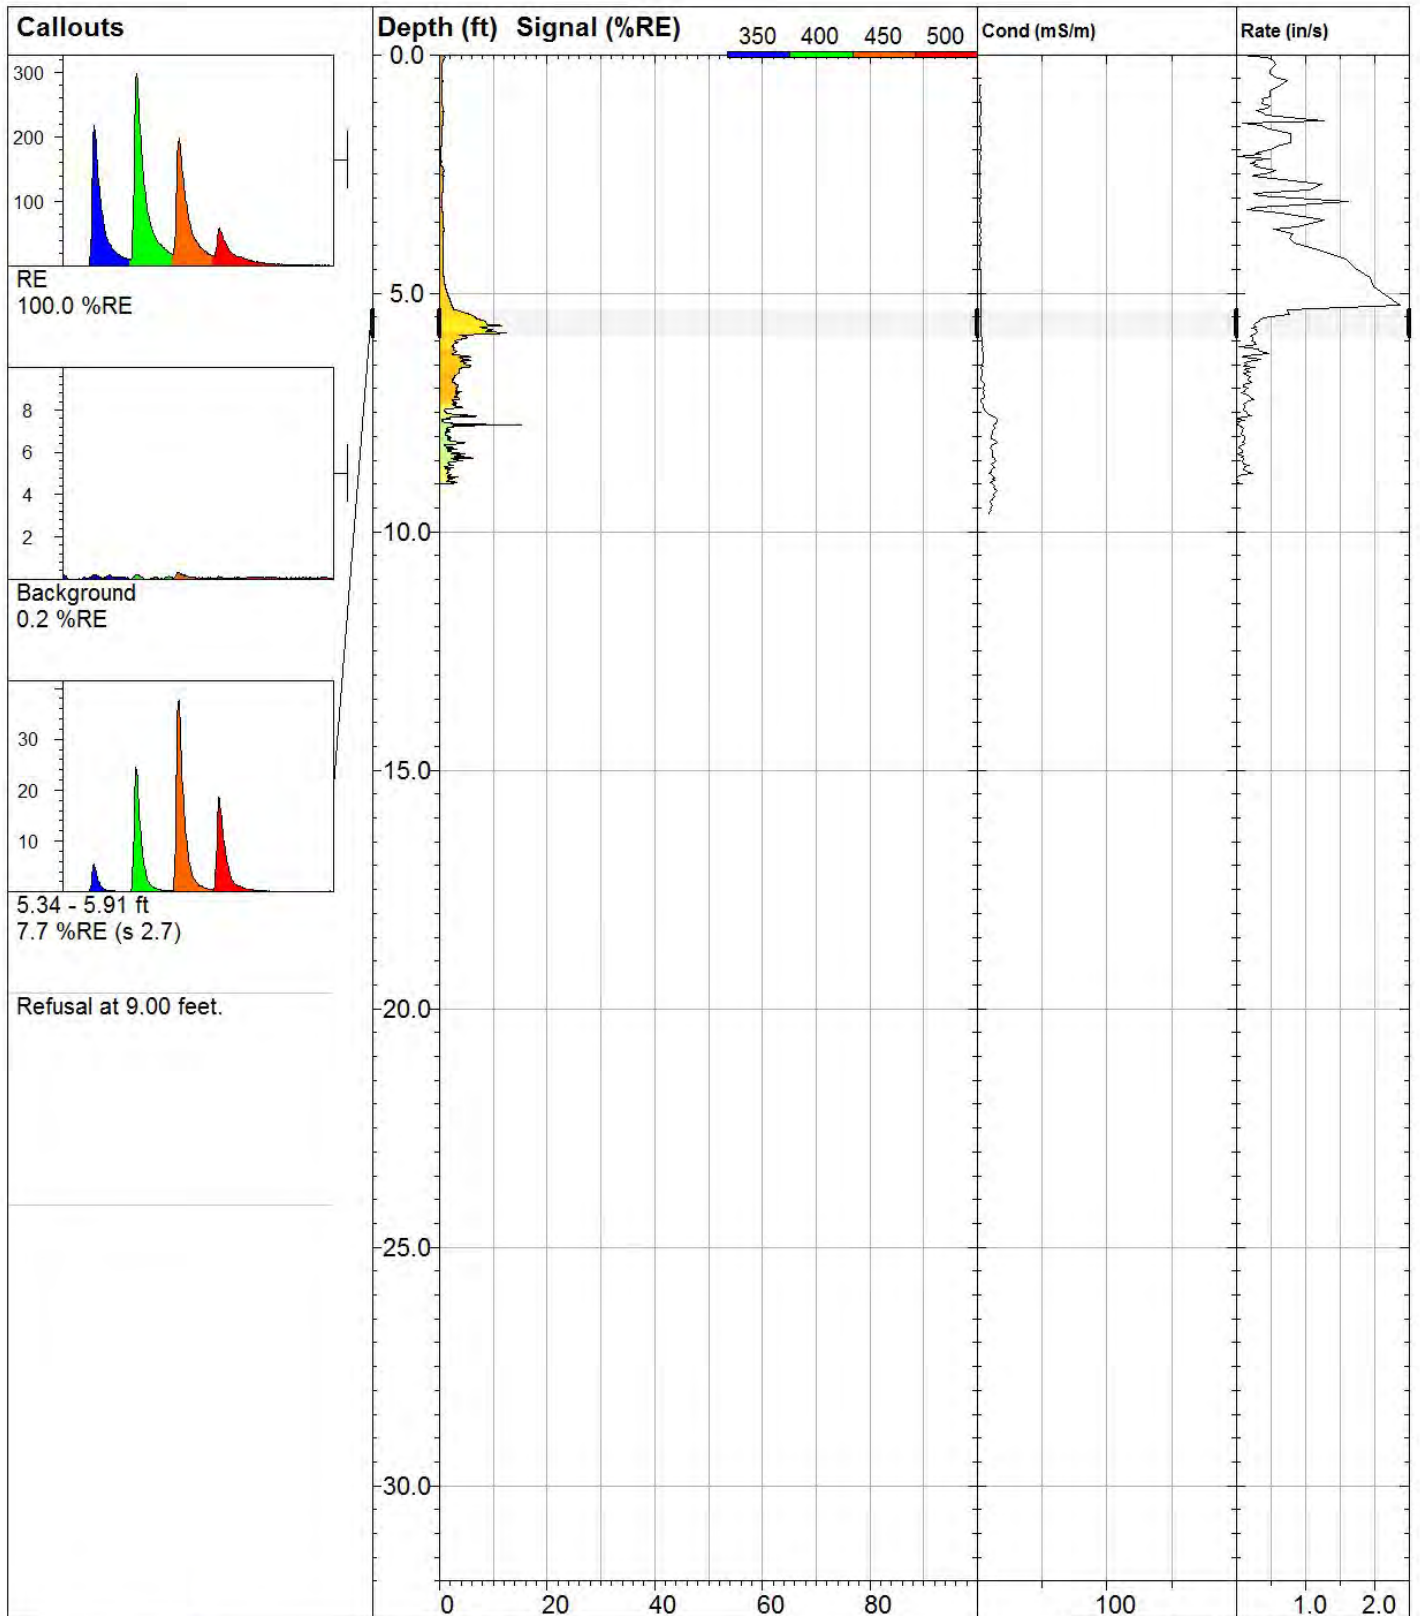 Callouts
Depth (ft) Signal (%RE)
350 400 450 500
Cond (mS/m)
Rate (in/s)
300
200
100
RE
100.0 %RE
8
6
4
2
Background
0.2 %RE
30
20
10
5.34 - 5.91 ft
7.7 %RE (s 2.7)
Refusal at 9.00 feet.
0.0
5.0
10.0
15.0
20.0
25.0
30.0
0 20 40 60 80
100
1.0 2.0